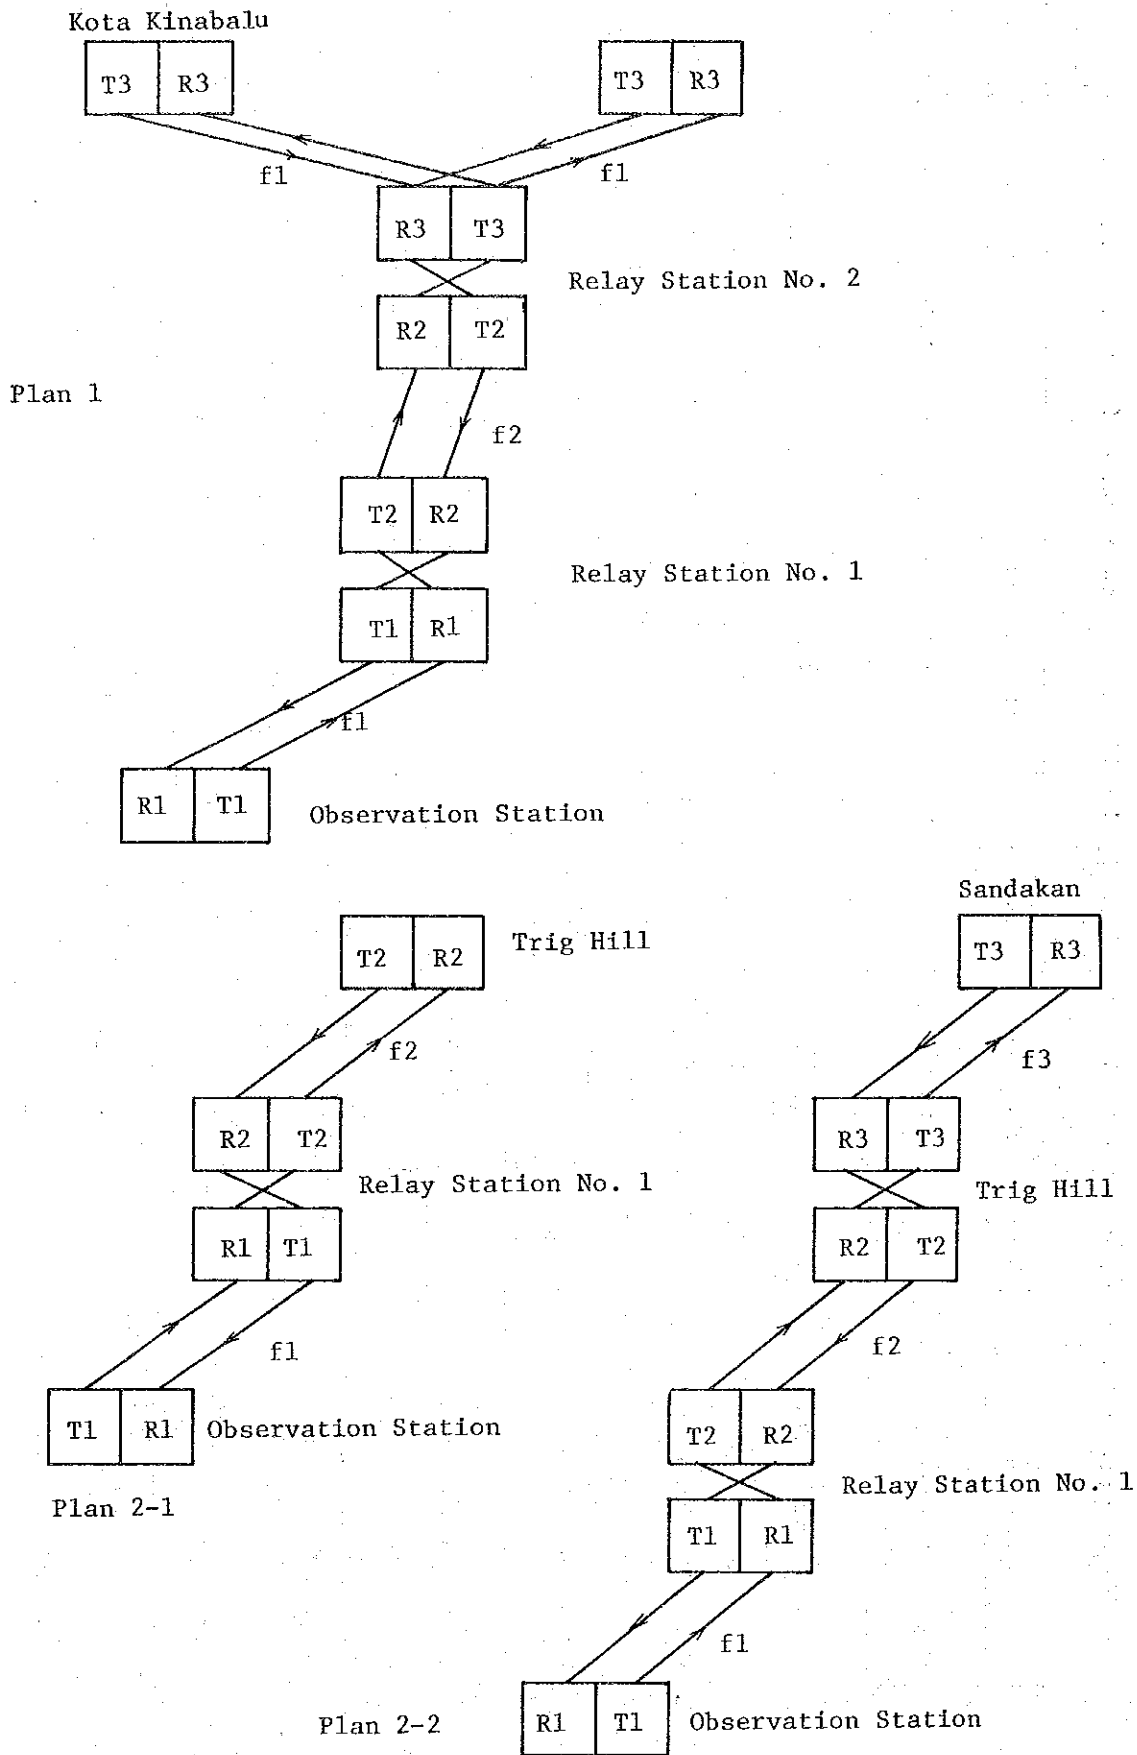 Kota Kinabalu
T3 R3
T3 R3
f1
f1
R3 T3
Relay Station No. 2
R2 T2
Plan 1
f2
T2 R2
Relay Station No. 1
T1 R1
f1
R1 T1
Observation Station
Trig Hill
T2 R2
f2
R2 T2
Relay Station No. 1
R1 T1
f1
T1 R1
Observation Station
Plan 2-1
Sandakan
T3 R3
f3
R3 T3
Trig Hill
R2 T2
f2
T2 R2
Relay Station No. 1
T1 R1
f1
R1 T1
Observation Station
Plan 2-2